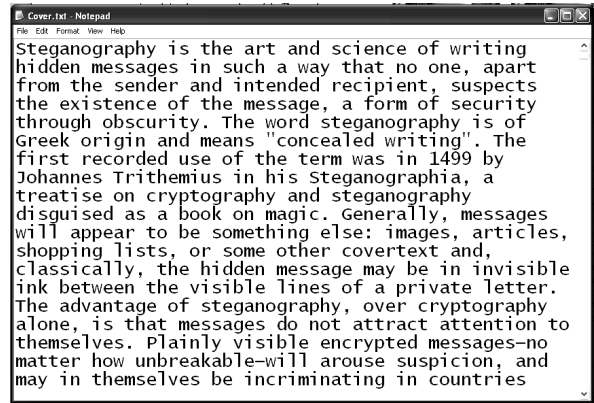 Cover.txt - Notepad
File Edit Format View Help
Steganography is the art and science of writing
hidden messages in such a way that no one, apart
from the sender and intended recipient, suspects
the existence of the message, a form of security
through obscurity. The word steganography is of
Greek origin and means "concealed writing". The
first recorded use of the term was in 1499 by
Johannes Trithemius in his Steganographia, a
treatise on cryptography and steganography
disguised as a book on magic. Generally, messages
will appear to be something else: images, articles,
shopping lists, or some other covertext and,
classically, the hidden message may be in invisible
ink between the visible lines of a private letter.
The advantage of steganography, over cryptography
alone, is that messages do not attract attention to
themselves. Plainly visible encrypted messages—no
matter how unbreakable—will arouse suspicion, and
may in themselves be incriminating in countries